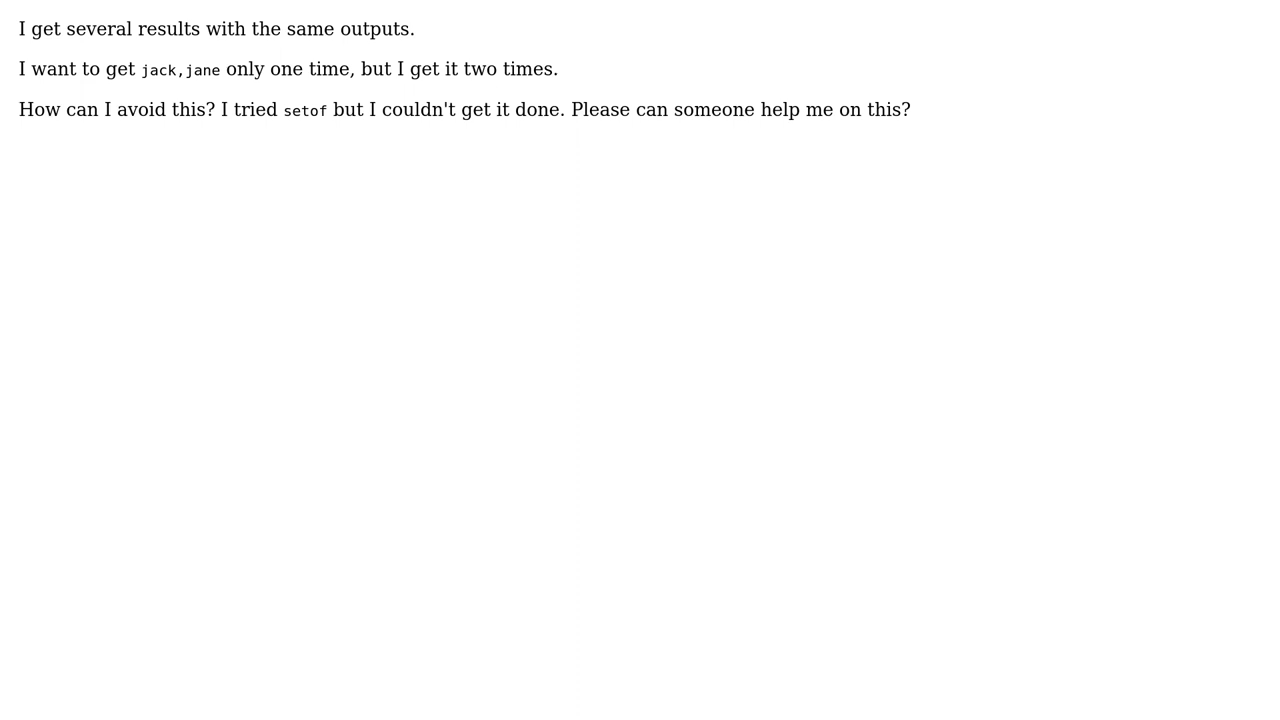 I get several results with the same outputs.
I want to get jack,jane only one time, but I get it two times.
How can I avoid this? I tried setof but I couldn't get it done. Please can someone help me on this?